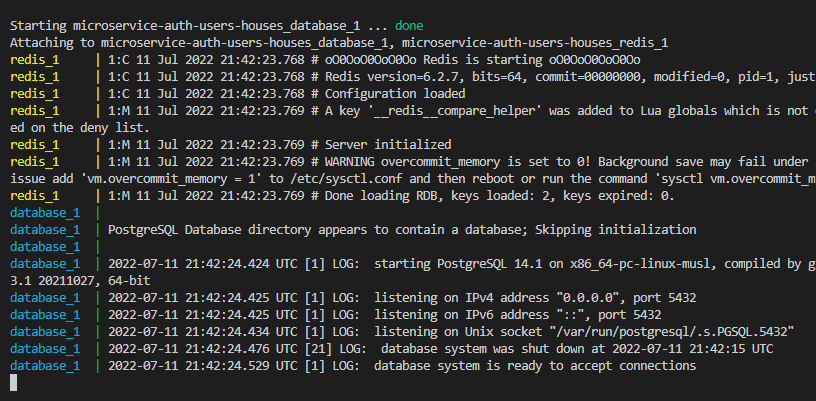 Starting microservice-auth-users-houses_database_1 ... done
Attaching to microservice-auth-users-houses_database_1, microservice-auth-users-houses_redis_1
redis_1     | 1:C 11 Jul 2022 21:42:23.768 # oO0OoO0OoO0Oo Redis is starting oO0OoO0OoO0Oo
redis_1     | 1:C 11 Jul 2022 21:42:23.768 # Redis version=6.2.7, bits=64, commit=00000000, modified=0, pid=1, just
redis_1     | 1:C 11 Jul 2022 21:42:23.768 # Configuration loaded
redis_1     | 1:M 11 Jul 2022 21:42:23.769 # A key '__redis__compare_helper' was added to Lua globals which is not
ed on the deny list.
redis_1     | 1:M 11 Jul 2022 21:42:23.769 # Server initialized
redis_1     | 1:M 11 Jul 2022 21:42:23.769 # WARNING overcommit_memory is set to 0! Background save may fail under
issue add 'vm.overcommit_memory = 1' to /etc/sysctl.conf and then reboot or run the command 'sysctl vm.overcommit_m
redis_1     | 1:M 11 Jul 2022 21:42:23.769 # Done loading RDB, keys loaded: 2, keys expired: 0.
database_1  |
database_1  | PostgreSQL Database directory appears to contain a database; Skipping initialization
database_1  |
database_1  | 2022-07-11 21:42:24.424 UTC [1] LOG:  starting PostgreSQL 14.1 on x86_64-pc-linux-musl, compiled by g
3.1 20211027, 64-bit
database_1  | 2022-07-11 21:42:24.425 UTC [1] LOG:  listening on IPv4 address "0.0.0.0", port 5432
database_1  | 2022-07-11 21:42:24.425 UTC [1] LOG:  listening on IPv6 address "::", port 5432
database_1  | 2022-07-11 21:42:24.434 UTC [1] LOG:  listening on Unix socket "/var/run/postgresql/.s.PGSQL.5432"
database_1  | 2022-07-11 21:42:24.476 UTC [21] LOG:  database system was shut down at 2022-07-11 21:42:15 UTC
database_1  | 2022-07-11 21:42:24.529 UTC [1] LOG:  database system is ready to accept connections